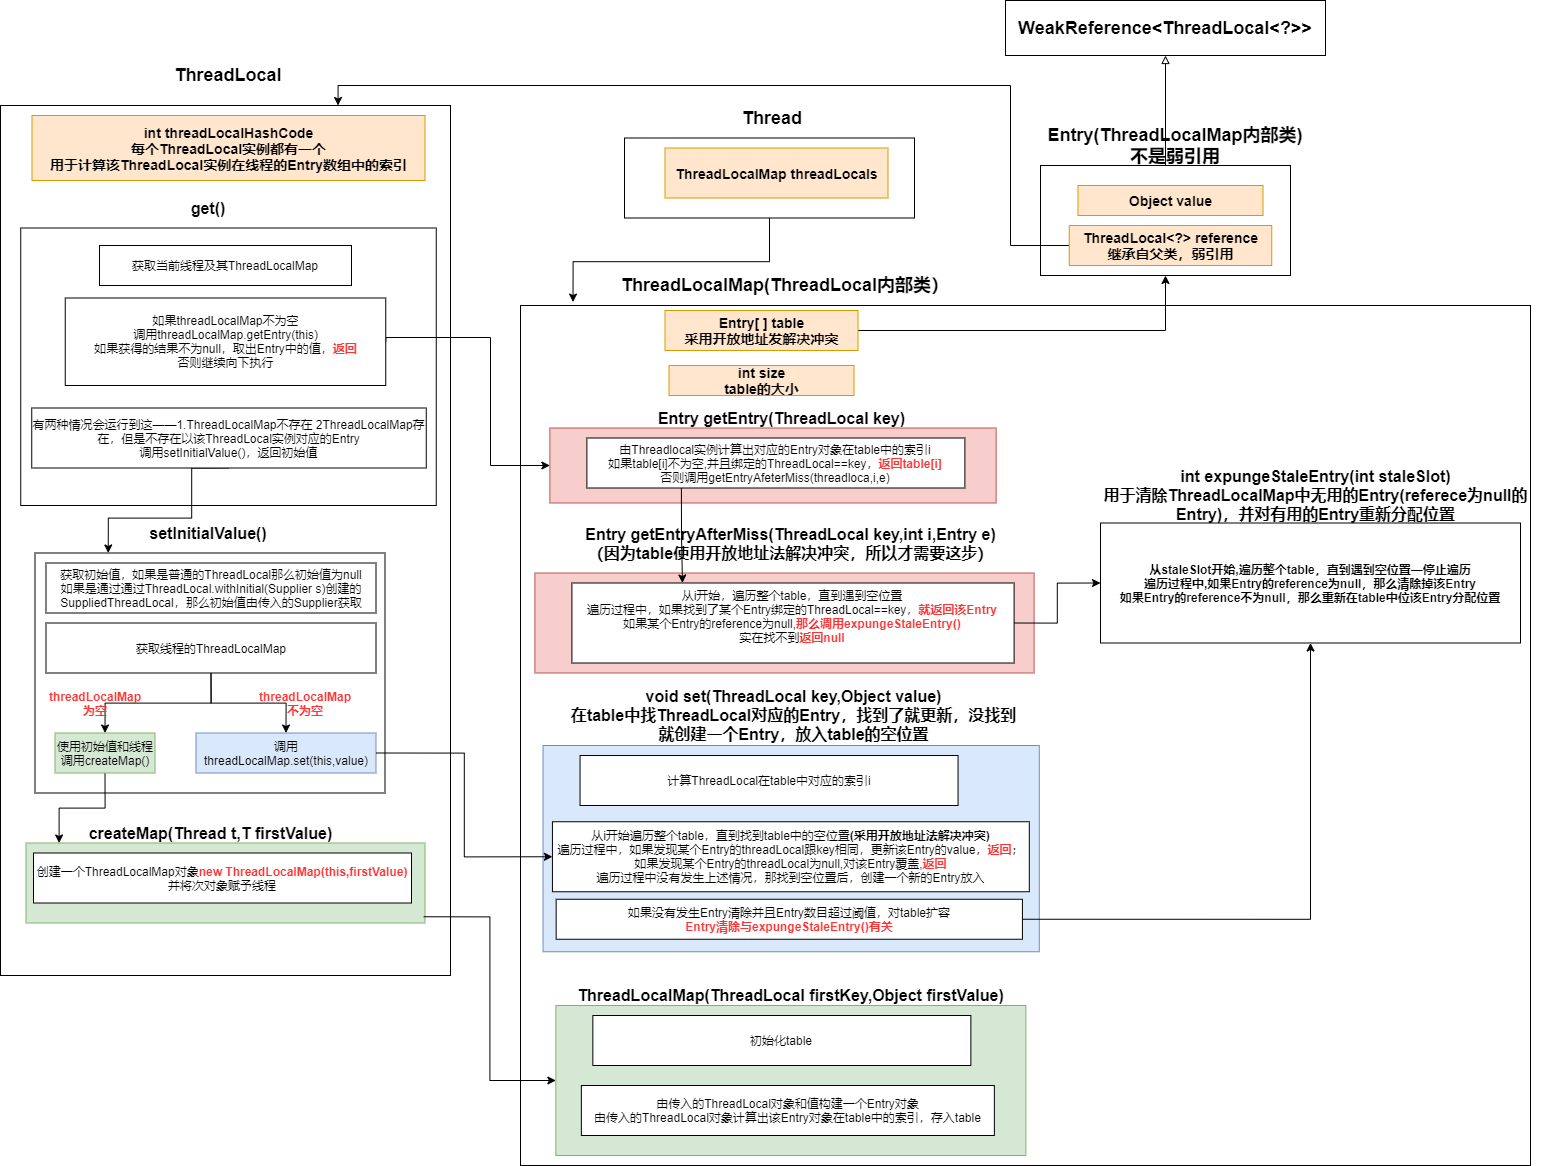 WeakReference<ThreadLocal<?>>
ThreadLocal
int threadLocalHashCode
每个ThreadLocal实例都有一个
用于计算该ThreadLocal实例在线程的Entry数组中的索引
get()
获取当前线程及其ThreadLocalMap
如果threadLocalMap不为空
调用threadLocalMap.getEntry(this)
如果获得的结果不为null，取出Entry中的值，返回
否则继续向下执行
有两种情况会运行到这——1.ThreadLocalMap不存在 2ThreadLocalMap存
在，但是不存在以该ThreadLocal实例对应的Entry
调用setInitialValue()，返回初始值
setInitialValue()
获取初始值，如果是普通的ThreadLocal那么初始值为null
如果是通过通过ThreadLocal.withInitial(Supplier s)创建的
SuppliedThreadLocal，那么初始值由传入的Supplier获取
获取线程的ThreadLocalMap
threadLocalMap
为空
threadLocalMap
不为空
使用初始值和线程
调用createMap()
调用
threadLocalMap.set(this,value)
createMap(Thread t,T firstValue)
创建一个ThreadLocalMap对象new ThreadLocalMap(this,firstValue)
并将次对象赋予线程
Thread
ThreadLocalMap threadLocals
Entry(ThreadLocalMap内部类)
不是弱引用
Object value
ThreadLocal<?> reference
继承自父类，弱引用
ThreadLocalMap(ThreadLocal内部类)
Entry[ ] table
采用开放地址发解决冲突
int size
table的大小
Entry getEntry(ThreadLocal key)
由Threadlocal实例计算出对应的Entry对象在table中的索引i
如果table[i]不为空,并且绑定的ThreadLocal==key，返回table[i]
否则调用getEntryAfeterMiss(threadloca,i,e)
Entry getEntryAfterMiss(ThreadLocal key,int i,Entry e)
(因为table使用开放地址法解决冲突，所以才需要这步)
从i开始，遍历整个table，直到遇到空位置
遍历过程中，如果找到了某个Entry绑定的ThreadLocal==key，就返回该Entry
如果某个Entry的reference为null,那么调用expungeStaleEntry()
实在找不到返回null
int expungeStaleEntry(int staleSlot)
用于清除ThreadLocalMap中无用的Entry(referece为null的
Entry)，并对有用的Entry重新分配位置
从staleSlot开始,遍历整个table，直到遇到空位置—停止遍历
遍历过程中,如果Entry的reference为null，那么清除掉该Entry
如果Entry的reference不为null，那么重新在table中位该Entry分配位置
void set(ThreadLocal key,Object value)
在table中找ThreadLocal对应的Entry，找到了就更新，没找到
就创建一个Entry，放入table的空位置
计算ThreadLocal在table中对应的索引i
从i开始遍历整个table，直到找到table中的空位置(采用开放地址法解决冲突)
遍历过程中，如果发现某个Entry的threadLocal跟key相同，更新该Entry的value，返回；
如果发现某个Entry的threadLocal为null,对该Entry覆盖,返回
遍历过程中没有发生上述情况，那找到空位置后，创建一个新的Entry放入
如果没有发生Entry清除并且Entry数目超过阈值，对table扩容
Entry清除与expungeStaleEntry()有关
ThreadLocalMap(ThreadLocal firstKey,Object firstValue)
初始化table
由传入的ThreadLocal对象和值构建一个Entry对象
由传入的ThreadLocal对象计算出该Entry对象在table中的索引，存入table